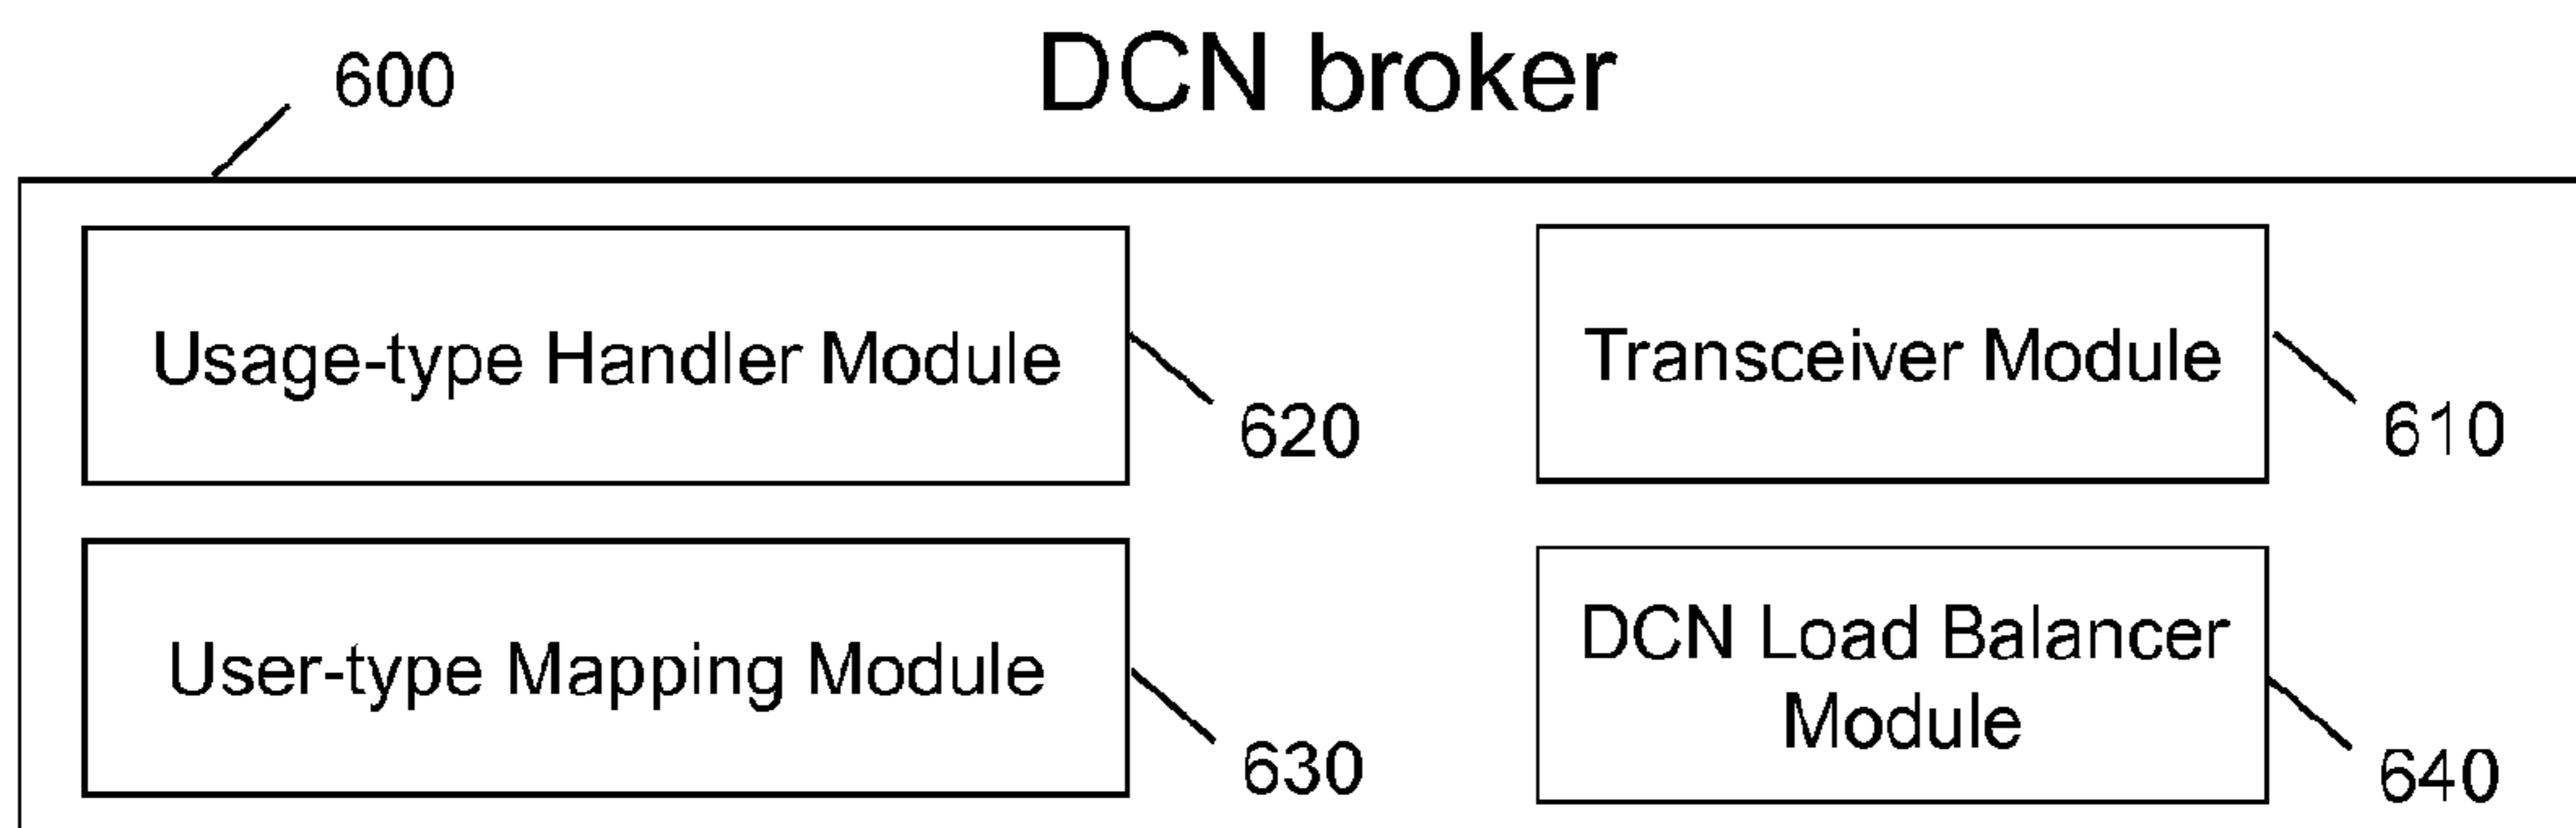 DCN broker
600
Usage-type Handler Module
620
Transceiver Module
610
User-type Mapping Module
630
DCN Load Balancer
Module
640